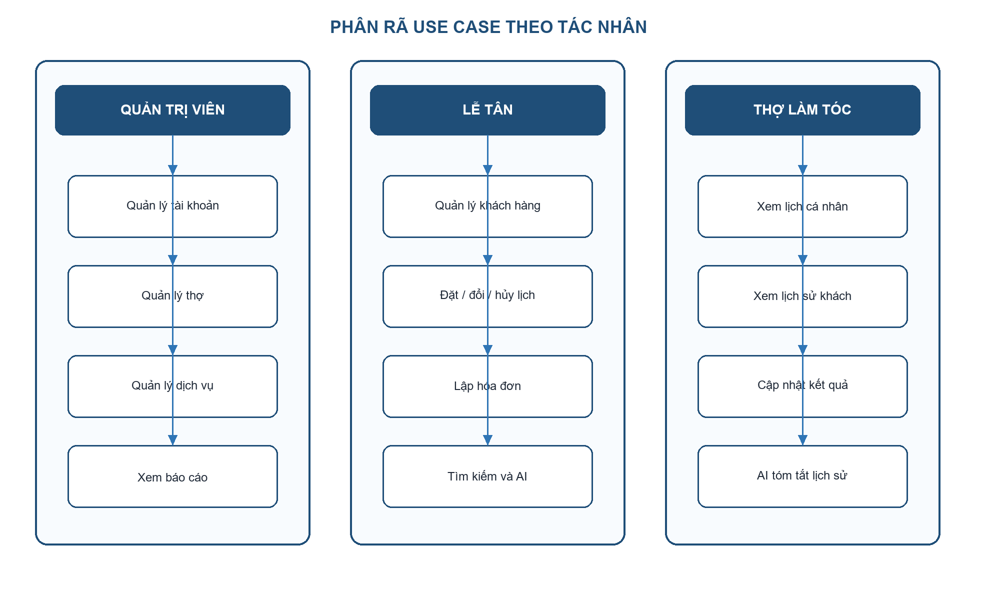 PHÂN RÃ USE CASE THEO TÁC NHÂN
QUẢN TRỊ VIÊN
Quản lý tài khoản
Quản lý thợ
Quản lý dịch vụ
Xem báo cáo
LỄ TÂN
Quản lý khách hàng
Đặt / đổi / hủy lịch
Lập hóa đơn
Tìm kiếm và AI
THỢ LÀM TÓC
Xem lịch cá nhân
Xem lịch sử khách
Cập nhật kết quả
AI tóm tắt lịch sử